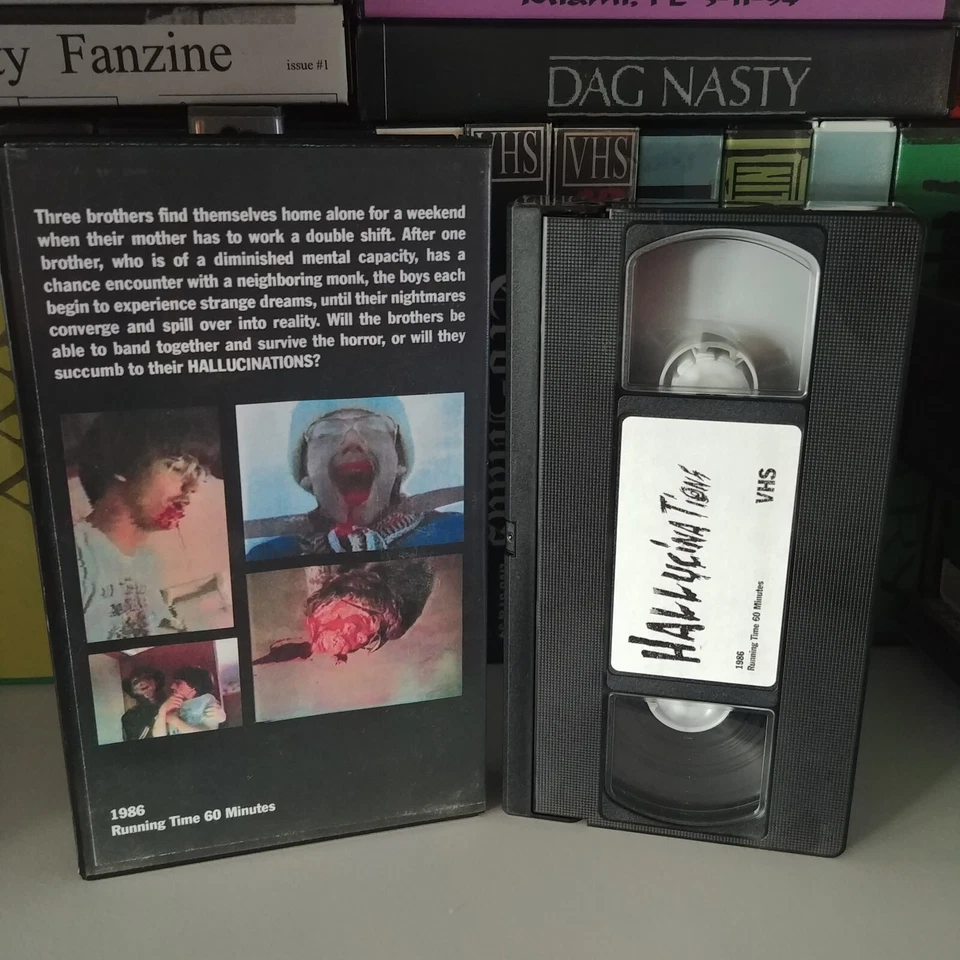 ty Fanzine
issue #1
DAG NASTY
VHS
VHS
Three brothers find themselves home alone for a weekend
when their mother has to work a double shift. After one
brother, who is of a diminished mental capacity, has a
chance encounter with a neighboring monk, the boys each
begin to experience strange dreams, until their nightmares
converge and spill over into reality. Will the brothers be
able to band together and survive the horror, or will they
succumb to their HALLUCINATIONS?
1986
Running Time 60 Minutes
HALLUCINATIONS
VHS
1986
Running Time 60 Minutes